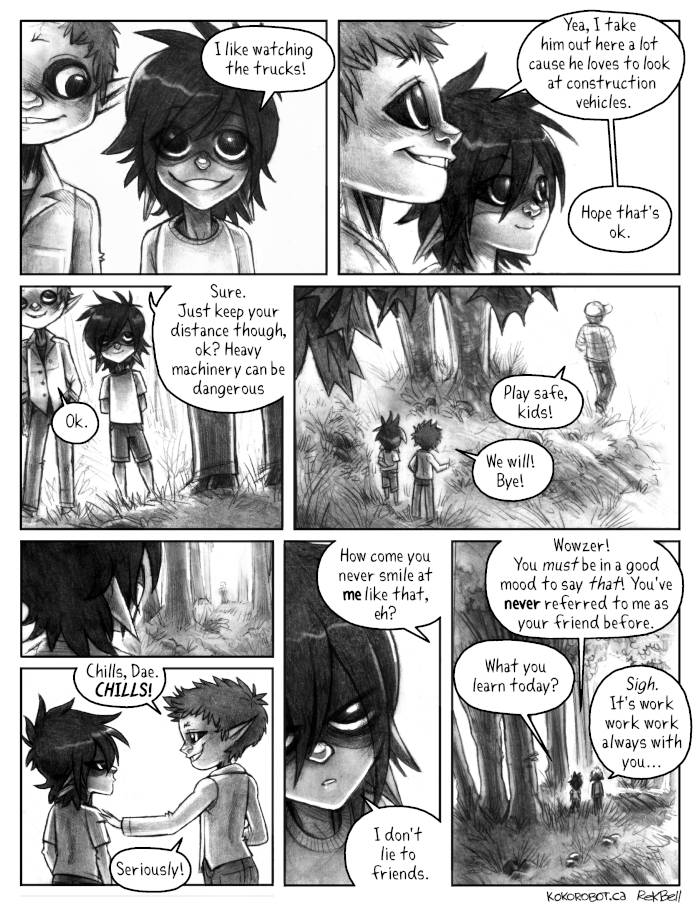 I like watching
the trucks!
Yea, I take
him out here a lot
cause he loves to look
at construction
vehicles.
Hope that's
ok.
Sure.
Just keep your
distance though,
ok? Heavy
machinery can be
dangerous
Ok.
Play safe,
kids!
We will!
Bye!
Chills, Dae.
CHILLS!
Seriously!
How come you
never smile at
me like that,
eh?
I don't
lie to
friends.
Wowzer!
You must be in a good
mood to say that! You've
never referred to me as
your friend before.
What you
learn today?
Sigh.
It's work
work work
always with
you...
KOKOROBOT.ca RekBell